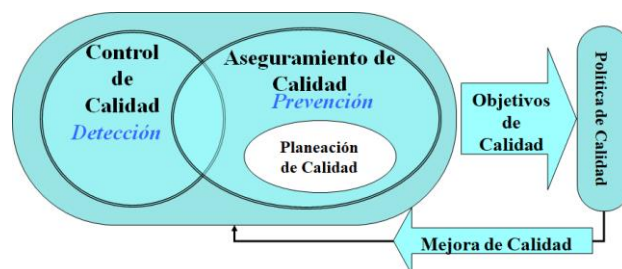 Control
de
Calidad
Detección
Aseguramiento de
Calidad
Prevención
Planeación
de Calidad
Objetivos
de
Calidad
Política de Calidad
Mejora de Calidad